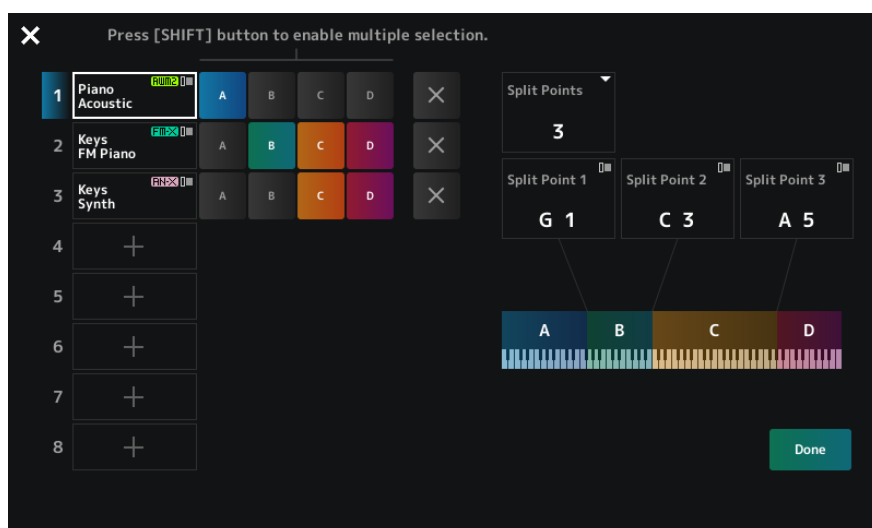 Press [SHIFT] button to enable multiple selection.
1
Piano
Acoustic
AWM2
A
B
C
D
2
Keys
FM Piano
FM-X
A
B
C
D
3
Keys
Synth
AN-X
A
B
C
D
4
5
6
7
8
Split Points
3
Split Point 1
G 1
Split Point 2
C 3
Split Point 3
A 5
A
B
C
D
Done